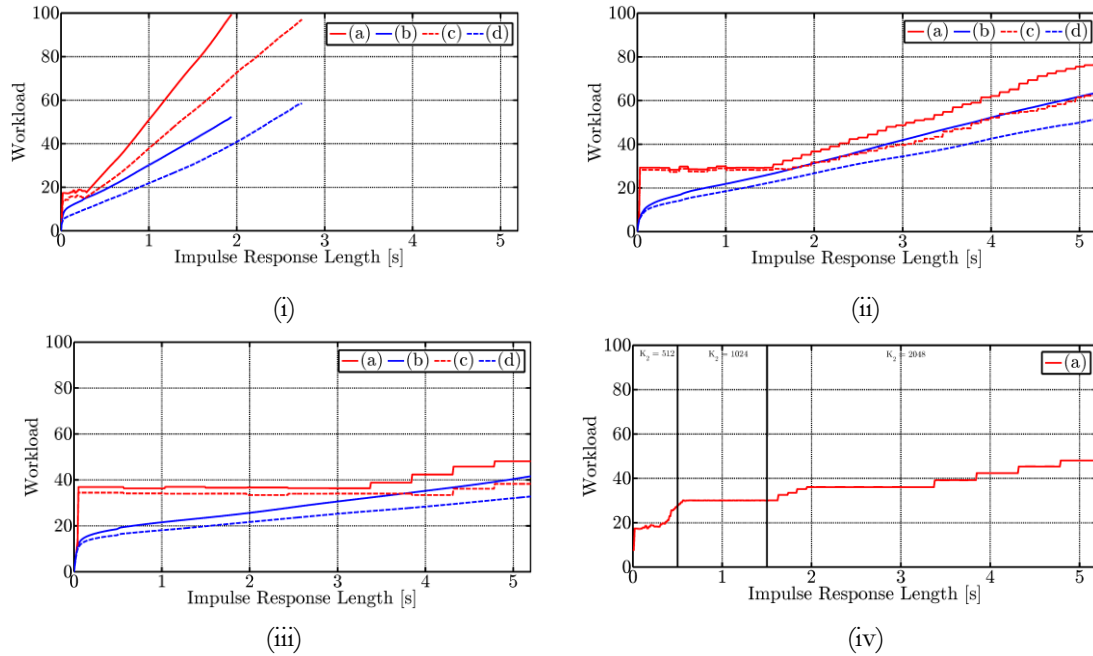 100
80
60
40
20
0
Workload
(a) (b) (c) (d)
0 1 2 3 4 5
Impulse Response Length [s]
(i)
100
80
60
40
20
0
Workload
(a) (b) (c) (d)
0 1 2 3 4 5
Impulse Response Length [s]
(ii)
100
80
60
40
20
0
Workload
(a) (b) (c) (d)
0 1 2 3 4 5
Impulse Response Length [s]
(iii)
100
80
60
40
20
0
Workload
K2 = 512 K2 = 1024 K2 = 2048
(a)
0 1 2 3 4 5
Impulse Response Length [s]
(iv)